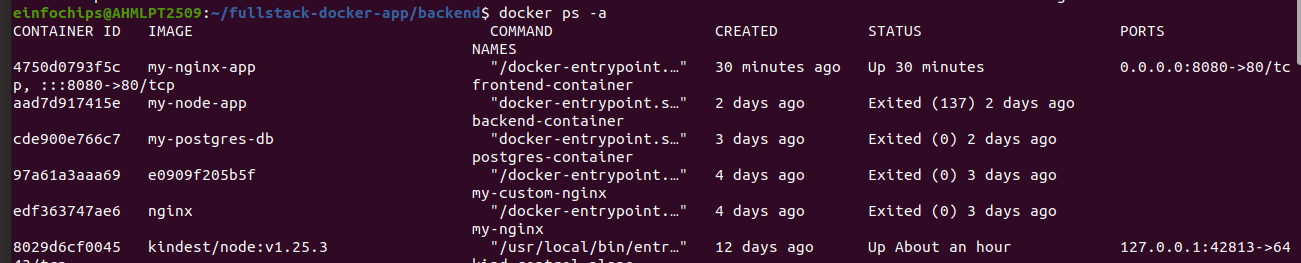 einfochips@AHMLPT2509:~/fullstack-docker-app/backend$ docker ps -a
CONTAINER ID   IMAGE   COMMAND   CREATED   STATUS   PORTS
NAMES
4750d0793f5c   my-nginx-app   "/docker-entrypoint.…"   30 minutes ago   Up 30 minutes   0.0.0.0:8080->80/tc
p, :::8080->80/tcp   frontend-container
aad7d917415e   my-node-app   "docker-entrypoint.s…"   2 days ago   Exited (137) 2 days ago
backend-container
cde900e766c7   my-postgres-db   "docker-entrypoint.s…"   3 days ago   Exited (0) 2 days ago
postgres-container
97a61a3aaa69   e0909f205b5f   "/docker-entrypoint.…"   4 days ago   Exited (0) 3 days ago
my-custom-nginx
edf363747ae6   nginx   "/docker-entrypoint.…"   4 days ago   Exited (0) 3 days ago
my-nginx
8029d6cf0045   kindest/node:v1.25.3   "/usr/local/bin/entr…"   12 days ago   Up About an hour   127.0.0.1:42813->64